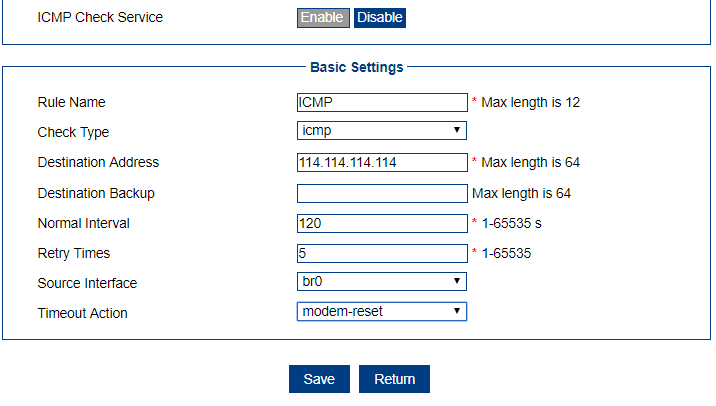 ICMP Check Service Enable Disable
Basic Settings
Rule Name ICMP * Max length is 12
Check Type icmp
Destination Address 114.114.114.114 * Max length is 64
Destination Backup Max length is 64
Normal Interval 120 * 1-65535 s
Retry Times 5 * 1-65535
Source Interface br0
Timeout Action modem-reset
Save Return